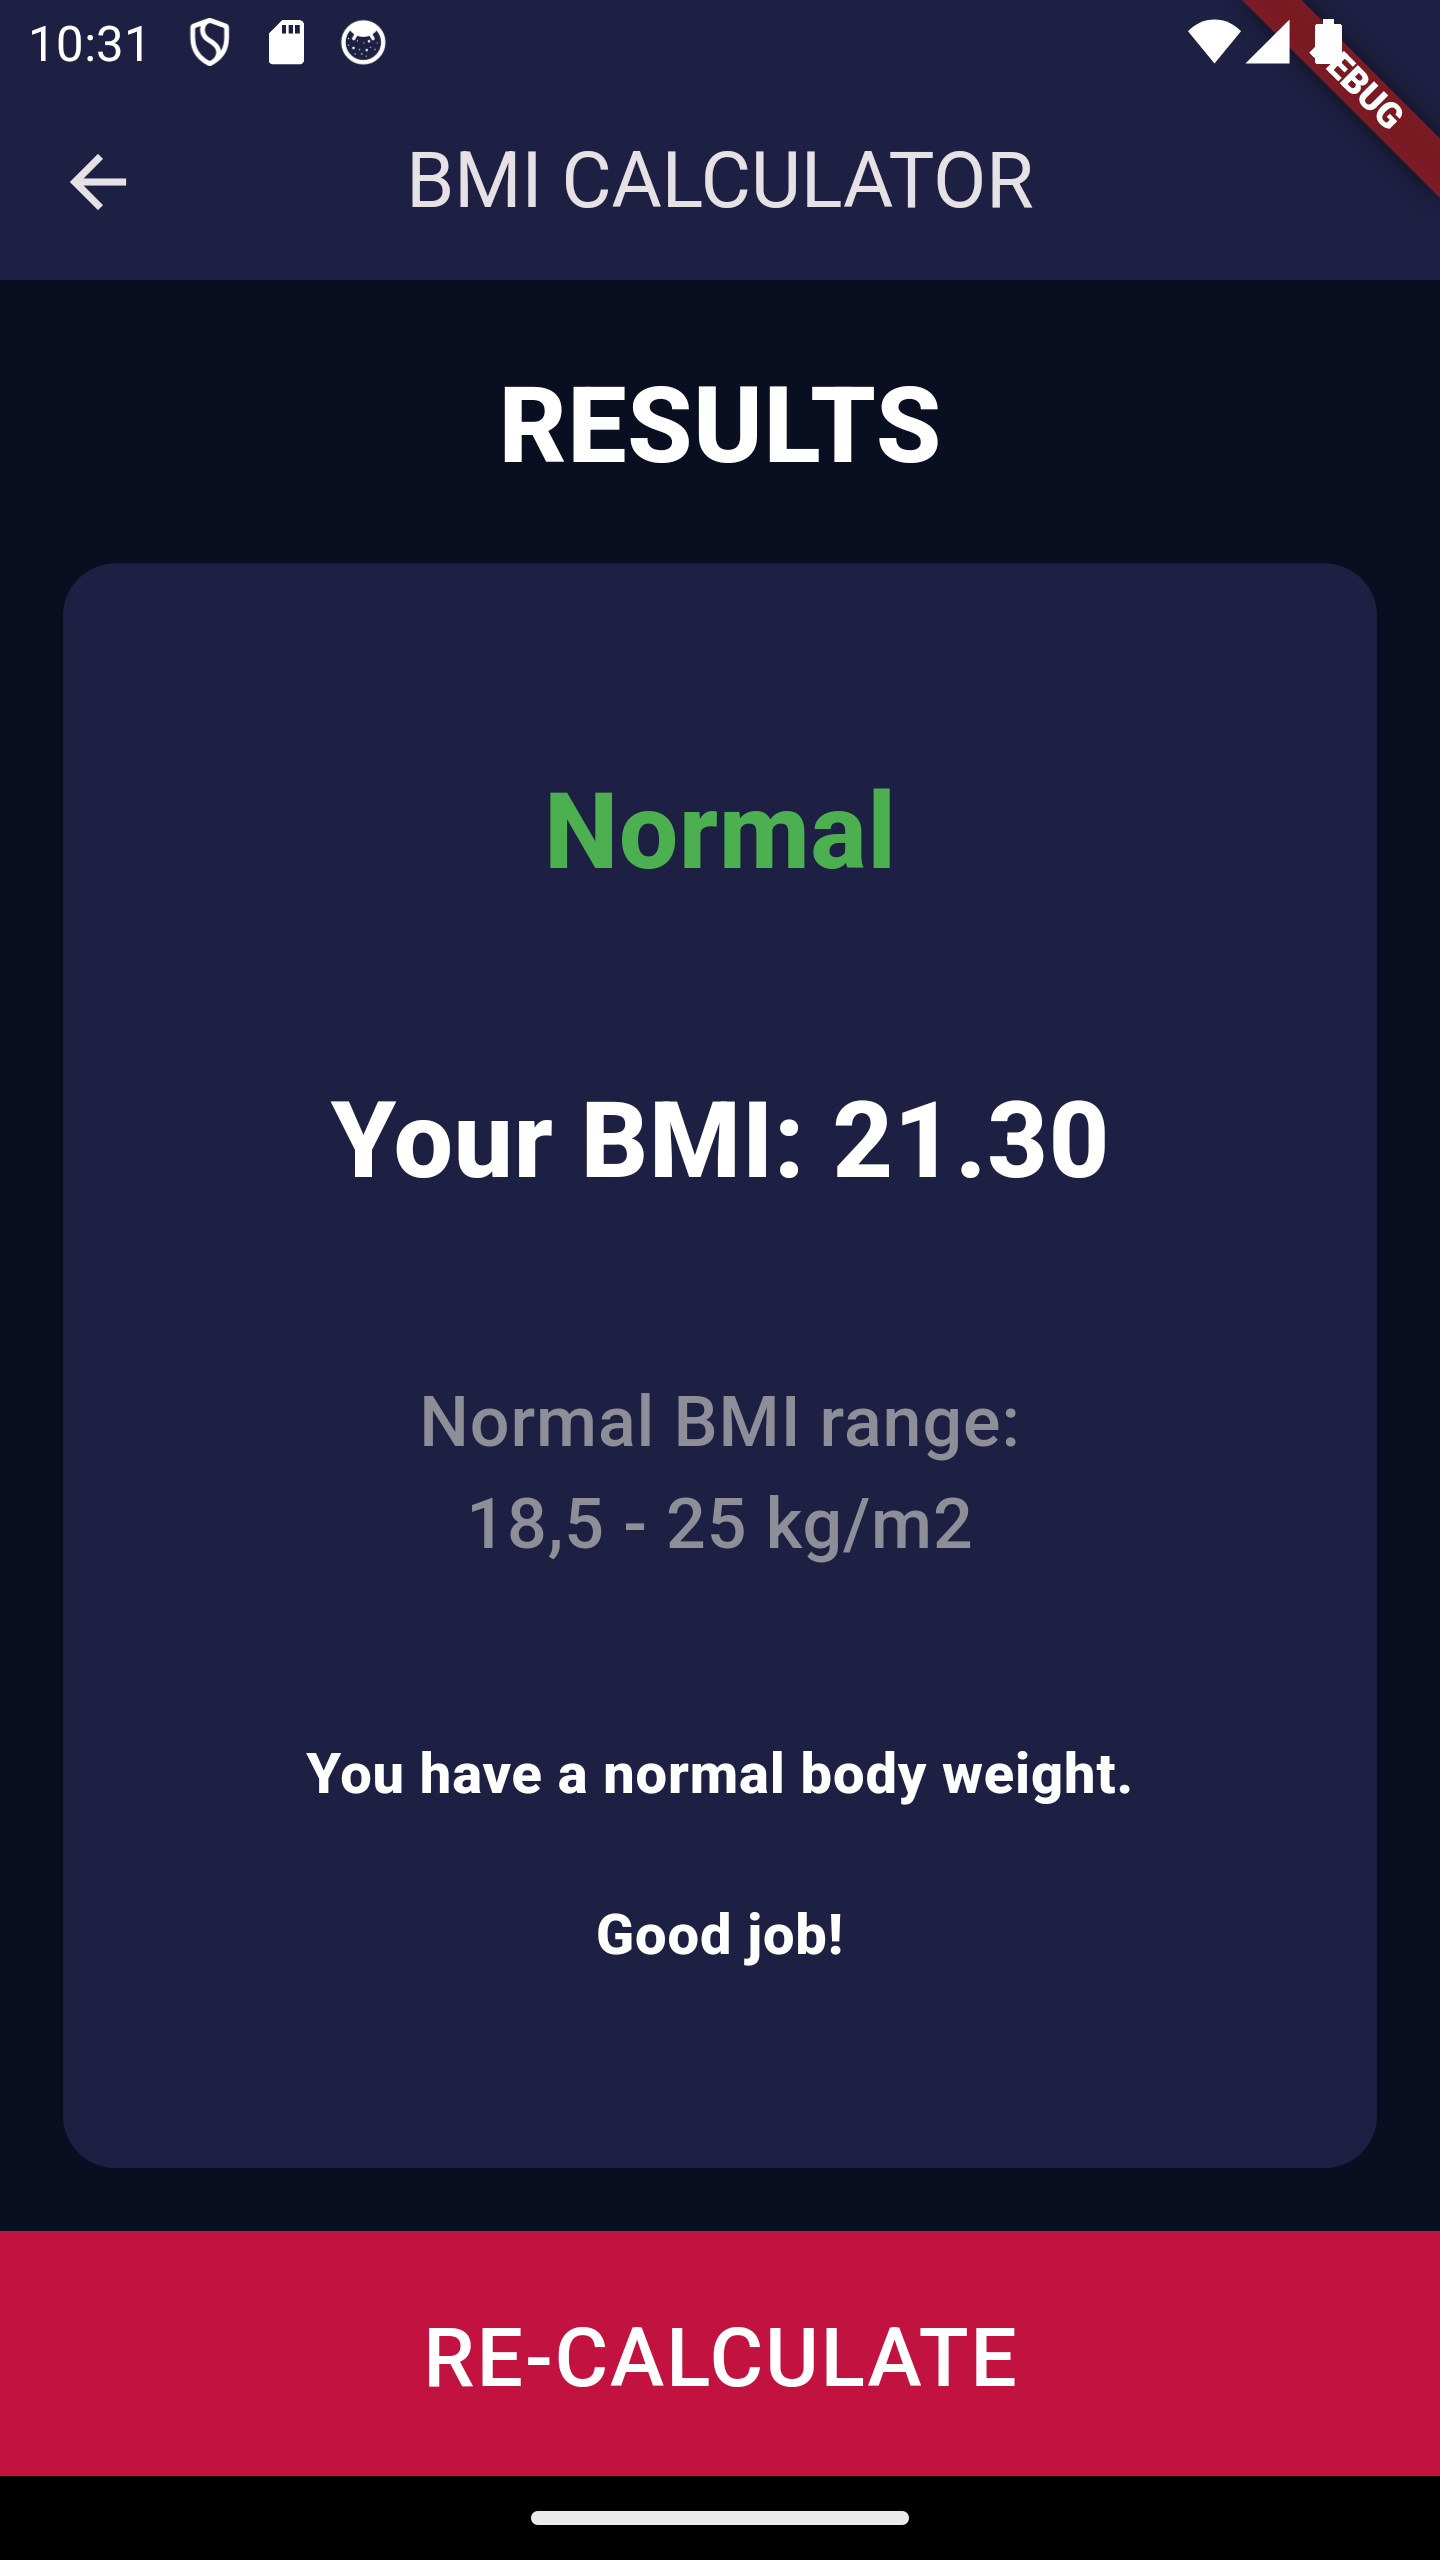 10:31
DEBUG
BMI CALCULATOR
RESULTS
Normal
Your BMI: 21.30
Normal BMI range:
18,5 - 25 kg/m2
You have a normal body weight.
Good job!
RE-CALCULATE